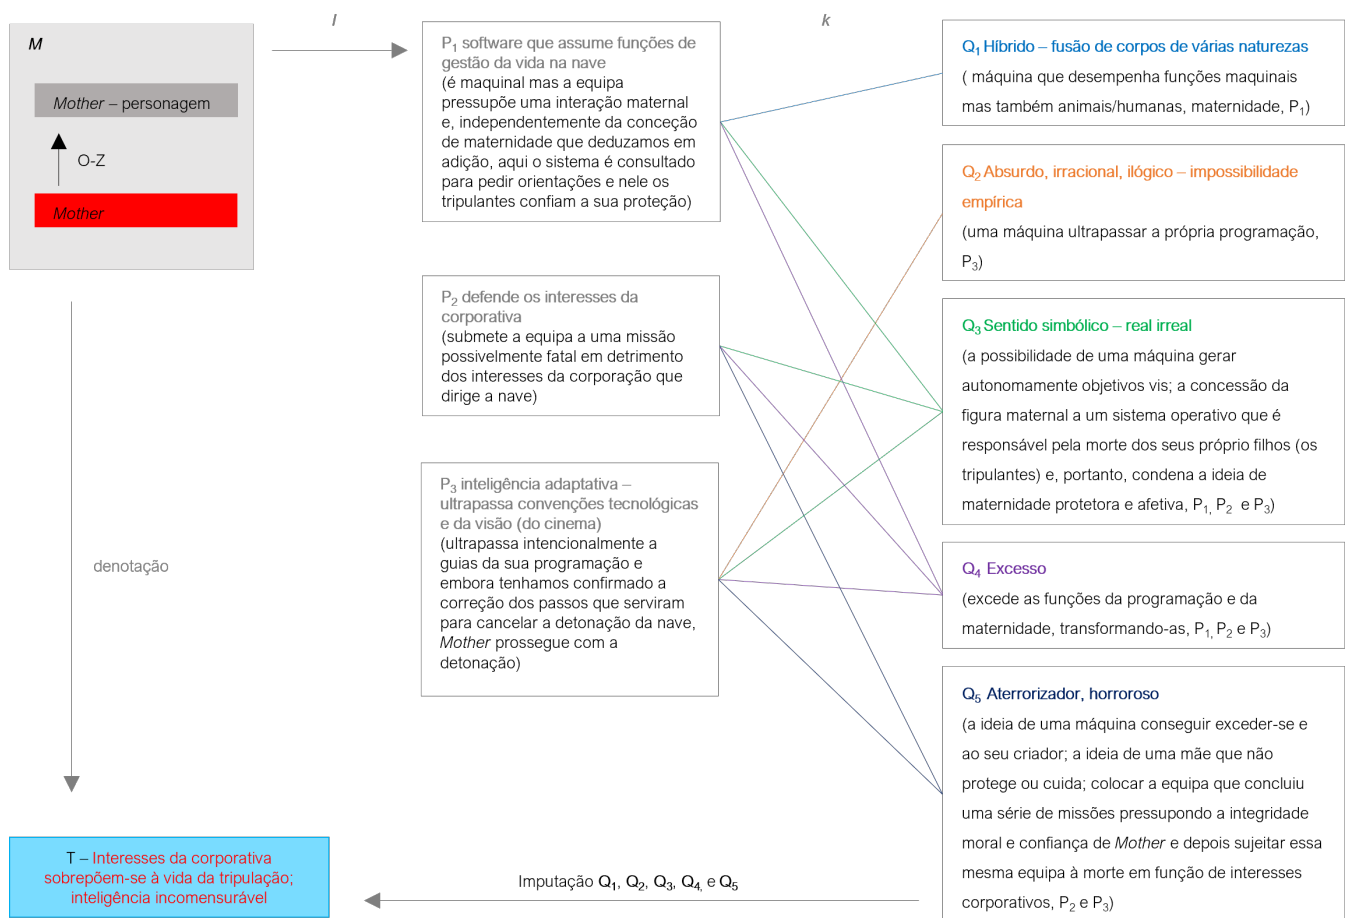 I
k
M
Mother – personagem
O-Z
Mother
denotação
T – Interesses da corporativa
sobrepõem-se à vida da tripulação;
inteligência incomensurável
P1 software que assume funções de
gestão da vida na nave
(é maquinal mas a equipa
pressupõe uma interação maternal
e, independentemente da conceção
de maternidade que deduzamos em
adição, aqui o sistema é consultado
para pedir orientações e nele os
tripulantes confiam a sua proteção)
P2 defende os interesses da
corporativa
(submete a equipa a uma missão
possivelmente fatal em detrimento
dos interesses da corporação que
dirige a nave)
P3 inteligência adaptativa –
ultrapassa convenções tecnológicas
e da visão (do cinema)
(ultrapassa intencionalmente a
guias da sua programação e
embora tenhamos confirmado a
correção dos passos que serviram
para cancelar a detonação da nave,
Mother prossegue com a
detonação)
Q1 Híbrido – fusão de corpos de várias naturezas
( máquina que desempenha funções maquinais
mas também animais/humanas, maternidade, P1)
Q2 Absurdo, irracional, ilógico – impossibilidade
empírica
(uma máquina ultrapassar a própria programação,
P3)
Q3 Sentido simbólico – real irreal
(a possibilidade de uma máquina gerar
autonomamente objetivos vis; a concessão da
figura maternal a um sistema operativo que é
responsável pela morte dos seus próprio filhos (os
tripulantes) e, portanto, condena a ideia de
maternidade protetora e afetiva, P1, P2 e P3)
Q4 Excesso
(excede as funções da programação e da
maternidade, transformando-as, P1, P2 e P3)
Q5 Aterrorizador, horroroso
(a ideia de uma máquina conseguir exceder-se e
ao seu criador; a ideia de uma mãe que não
protege ou cuida; colocar a equipa que concluiu
uma série de missões pressupondo a integridade
moral e confiança de Mother e depois sujeitar essa
mesma equipa à morte em função de interesses
corporativos, P2 e P3)
Imputação Q1, Q2, Q3, Q4, e Q5